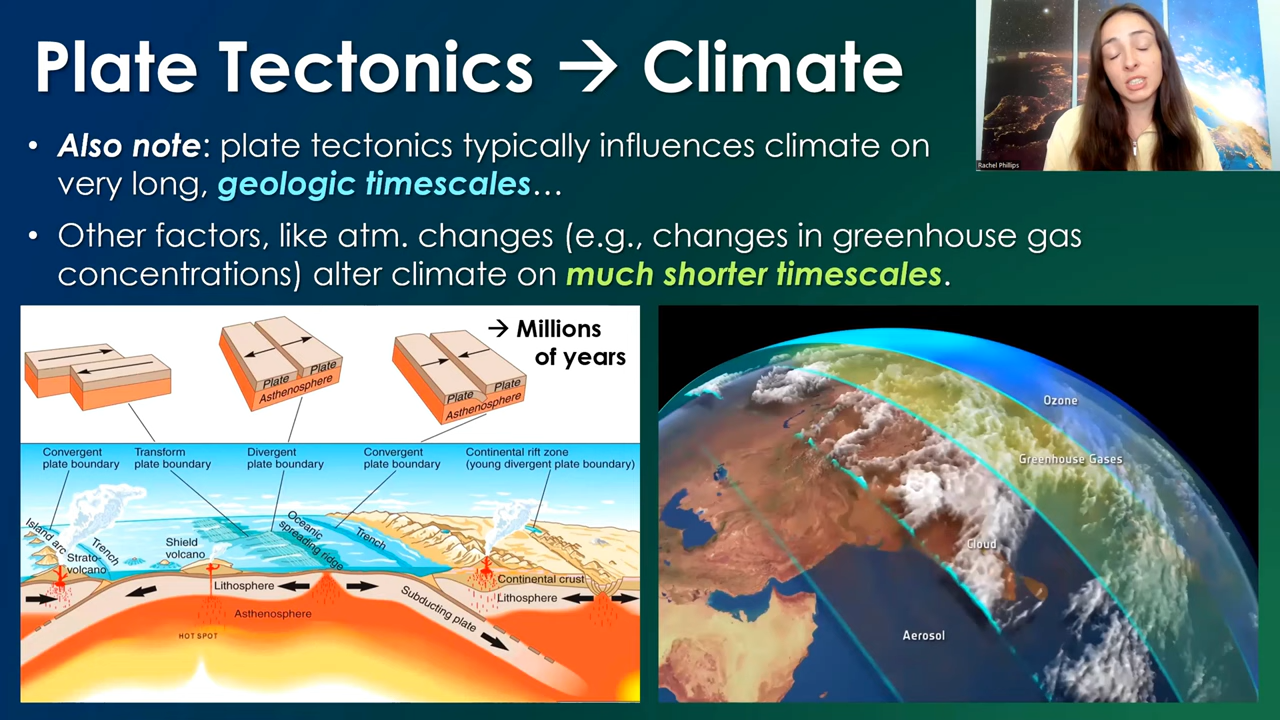 Plate Tectonics → Climate
Rachel Phillips
• Also note: plate tectonics typically influences climate on
very long, geologic timescales…
• Other factors, like atm. changes (e.g., changes in greenhouse gas
concentrations) alter climate on much shorter timescales.
→ Millions
of years
Plate
Plate
Asthenosphere
Plate
Plate
Asthenosphere
Convergent
plate boundary
Transform
plate boundary
Divergent
plate boundary
Convergent
plate boundary
Continental rift zone
(young divergent plate boundary)
Island arc
Trench
Strato-
volcano
Shield
volcano
Oceanic
spreading ridge
Trench
Continental crust
Lithosphere
Lithosphere
Subducting plate
Asthenosphere
HOT SPOT
Ozone
Greenhouse Gases
Cloud
Aerosol